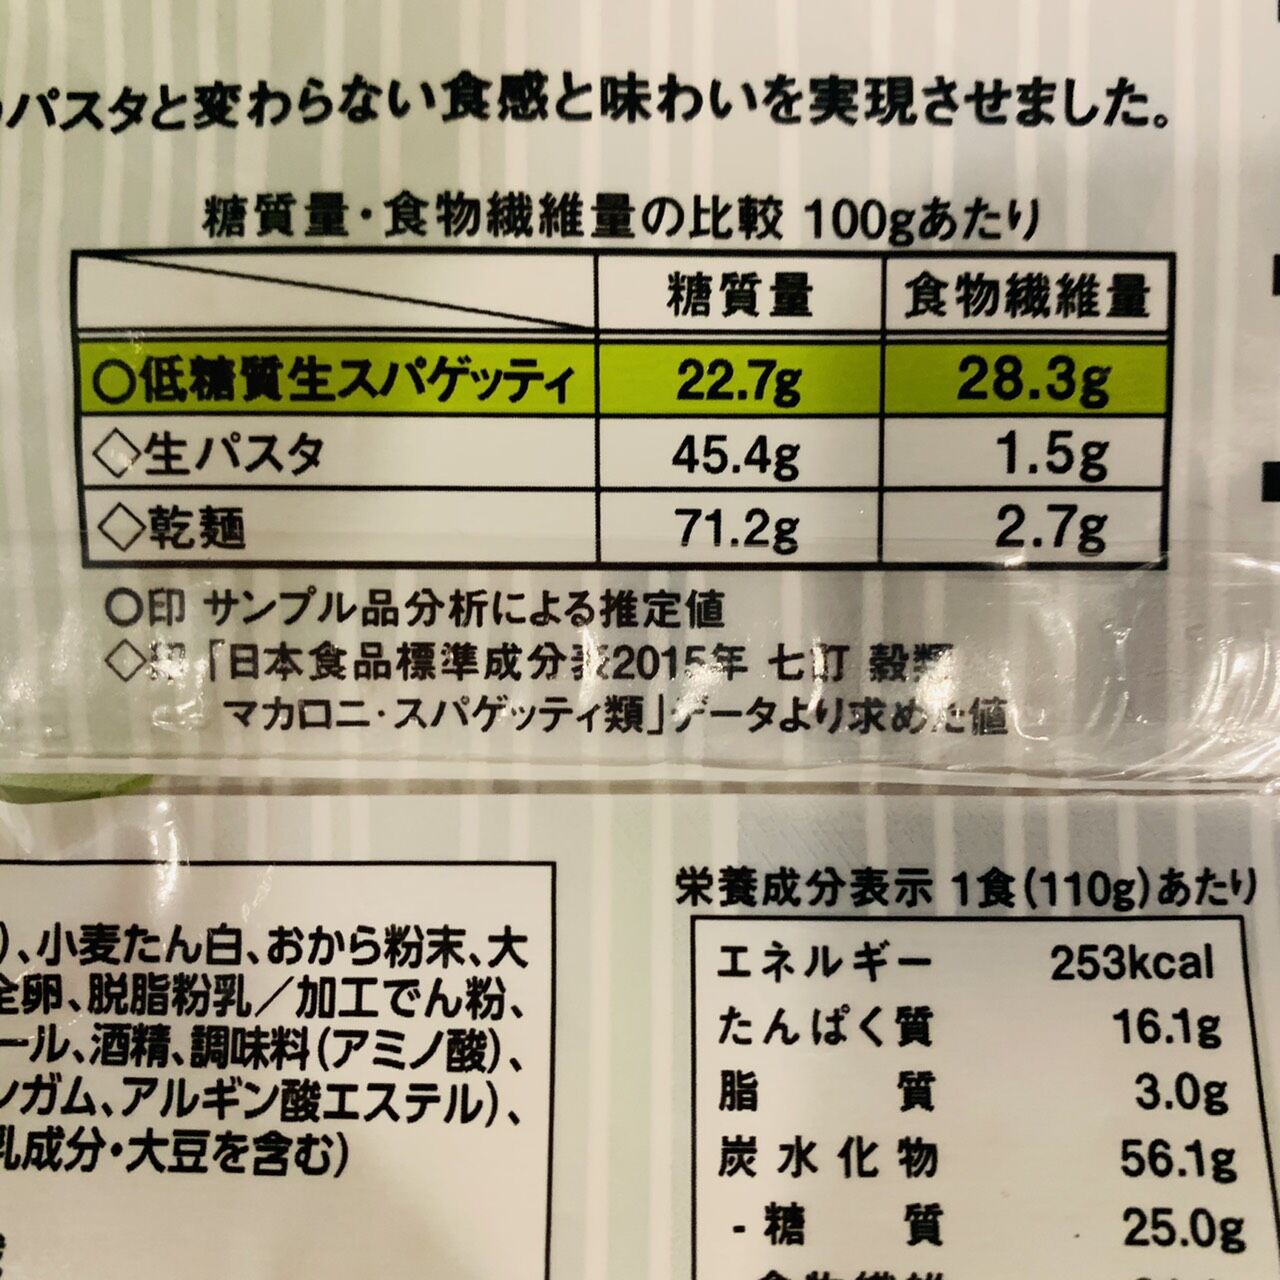 パスタと変わらない食感と味わいを実現させました。
糖質量・食物繊維量の比較 100gあたり
糖質量 食物繊維量
○低糖質生スパゲッティ 22.7g 28.3g
◇生パスタ 45.4g 1.5g
◇乾麺 71.2g 2.7g
○印 サンプル品分析による推定値
◇印「日本食品標準成分表2015年 七訂 穀類
マカロニ・スパゲッティ類」データより求めた値
)、小麦たん白、おから粉末、大
全卵、脱脂粉乳/加工でん粉、
ール、酒精、調味料(アミノ酸)、
ンガム、アルギン酸エステル)、
乳成分・大豆を含む)
栄養成分表示 1食(110g)あたり
エネルギー 253kcal
たんぱく質 16.1g
脂質 3.0g
炭水化物 56.1g
-糖質 25.0g